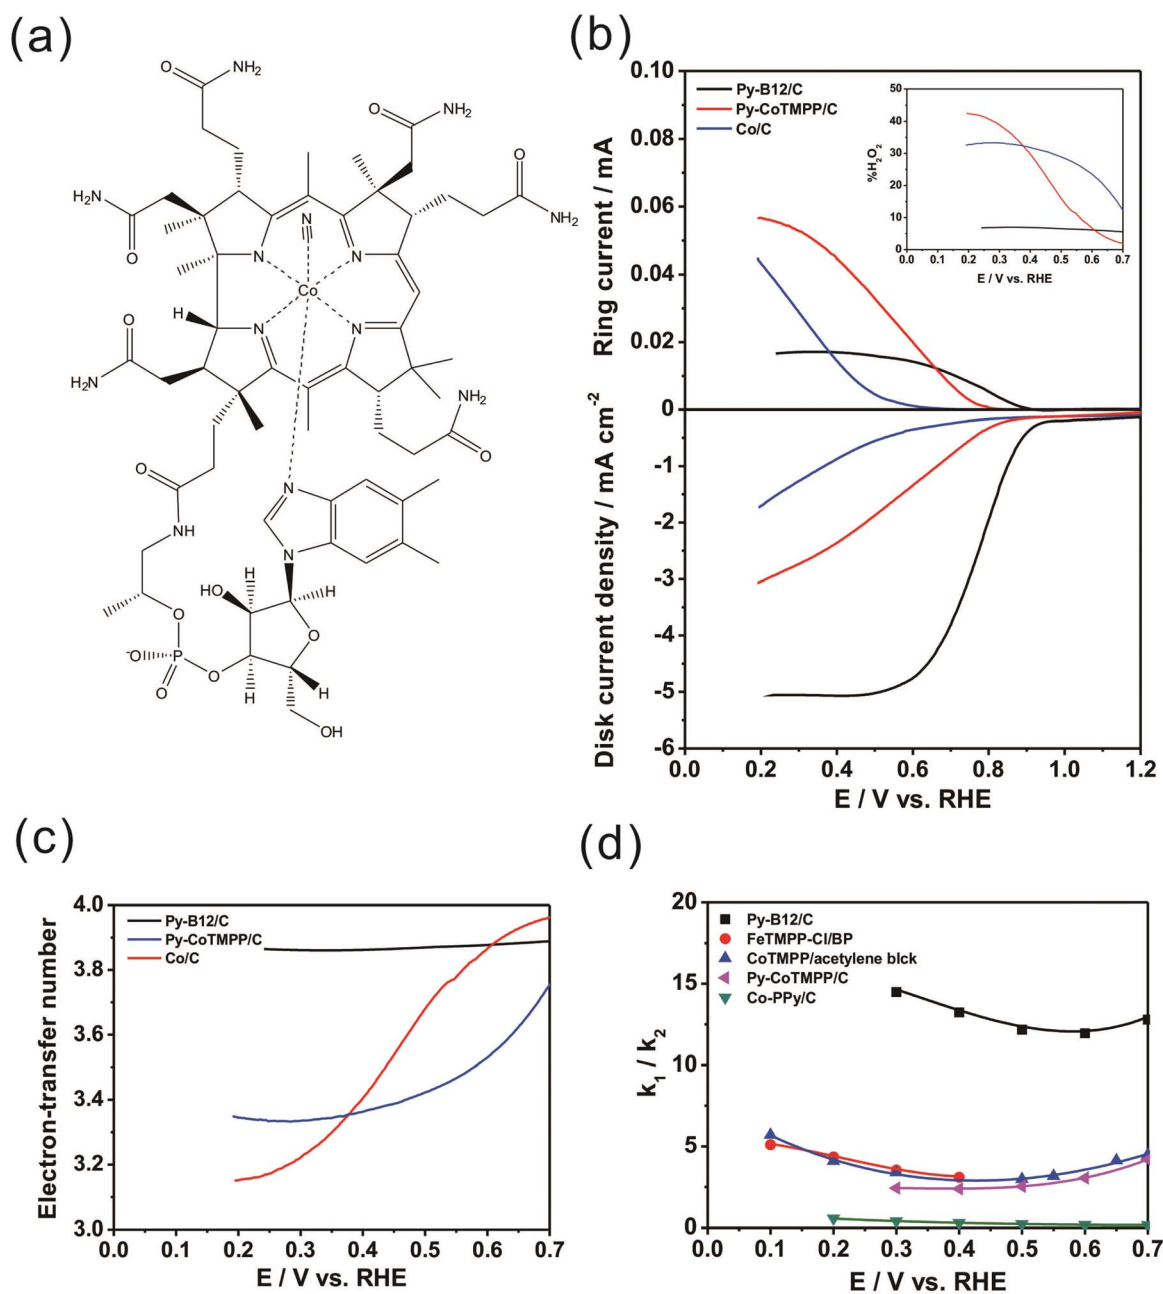 (a)
O
NH2
O
NH2
O
NH2
H2N
O
N
N
N
Co
H
N
N
O
H2N
NH2
O
O
N
NH
N
H
HO
H
O
O
-O
P
O
O
H
H
OH
(b)
0.10
0.08
0.06
0.04
0.02
0
-1
-2
-3
-4
-5
-6
Ring current / mA
Disk current density / mA cm-2
Py-B12/C
Py-CoTMPP/C
Co/C
50
40
30
20
10
0
%H2O2
0.0 0.1 0.2 0.3 0.4 0.5 0.6 0.7
E / V vs. RHE
0.0 0.2 0.4 0.6 0.8 1.0 1.2
E / V vs. RHE
(c)
4.0
3.8
3.6
3.4
3.2
3.0
Electron-transfer number
Py-B12/C
Py-CoTMPP/C
Co/C
0.0 0.1 0.2 0.3 0.4 0.5 0.6 0.7
E / V vs. RHE
(d)
20
15
10
5
0
k1 / k2
Py-B12/C
FeTMPP-Cl/BP
CoTMPP/acetylene blck
Py-CoTMPP/C
Co-PPy/C
0.0 0.1 0.2 0.3 0.4 0.5 0.6 0.7
E / V vs. RHE